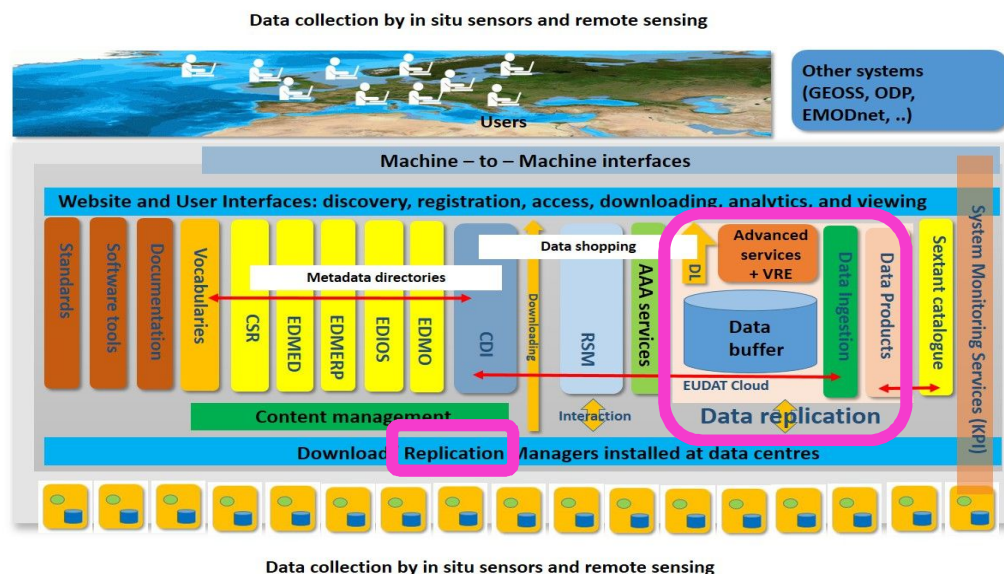 Data collection by in situ sensors and remote sensing
Users
Other systems
(GEOSS, ODP,
EMODnet, ..)
Machine – to – Machine interfaces
Website and User Interfaces: discovery, registration, access, downloading, analytics, and viewing
System Monitoring Services (KPI)
Standards
Software tools
Documentation
Vocabularies
Metadata directories
CSR
EDMED
EDMERP
EDIOS
EDMO
CDI
Downloading
Data shopping
RSM
AAA services
DL
Advanced
services
+ VRE
Data
buffer
EUDAT Cloud
Data Ingestion
Data Products
Sextant catalogue
Content management
Interaction
Data replication
Download Replication Managers installed at data centres
Data collection by in situ sensors and remote sensing